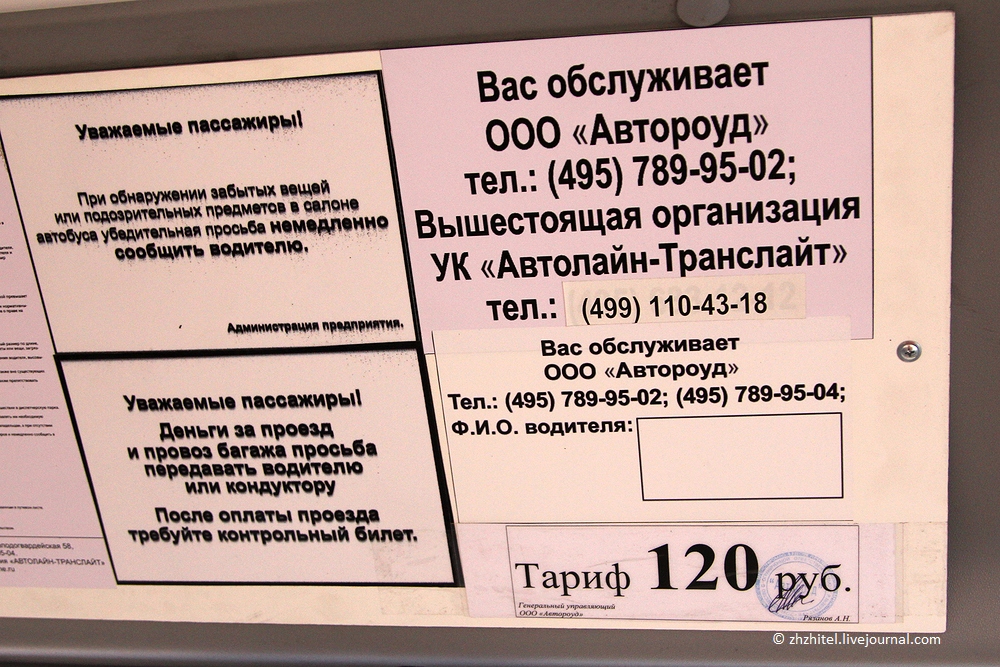 Уважаемые пассажиры!
При обнаружении забытых вещей
или подозрительных предметов в салоне
автобуса убедительная просьба немедленно
сообщить водителю.
Администрация предприятия.
Уважаемые пассажиры!
Деньги за проезд
и провоз багажа просьба
передавать водителю
или кондуктору
После оплаты проезда
требуйте контрольный билет.
«АВТОЛАЙН-ТРАНСЛАЙТ»
Вас обслуживает
ООО «Автороуд»
тел.: (495) 789-95-02;
Вышестоящая организация
УК «Автолайн-Транслайт»
тел.: (499) 110-43-18
Вас обслуживает
ООО «Автороуд»
Тел.: (495) 789-95-02; (495) 789-95-04;
Ф.И.О. водителя:
Тариф 120 руб.
Генеральный управляющий
ООО «Автороуд»
Рязанов А.Н.
© zhzhitel.livejournal.com